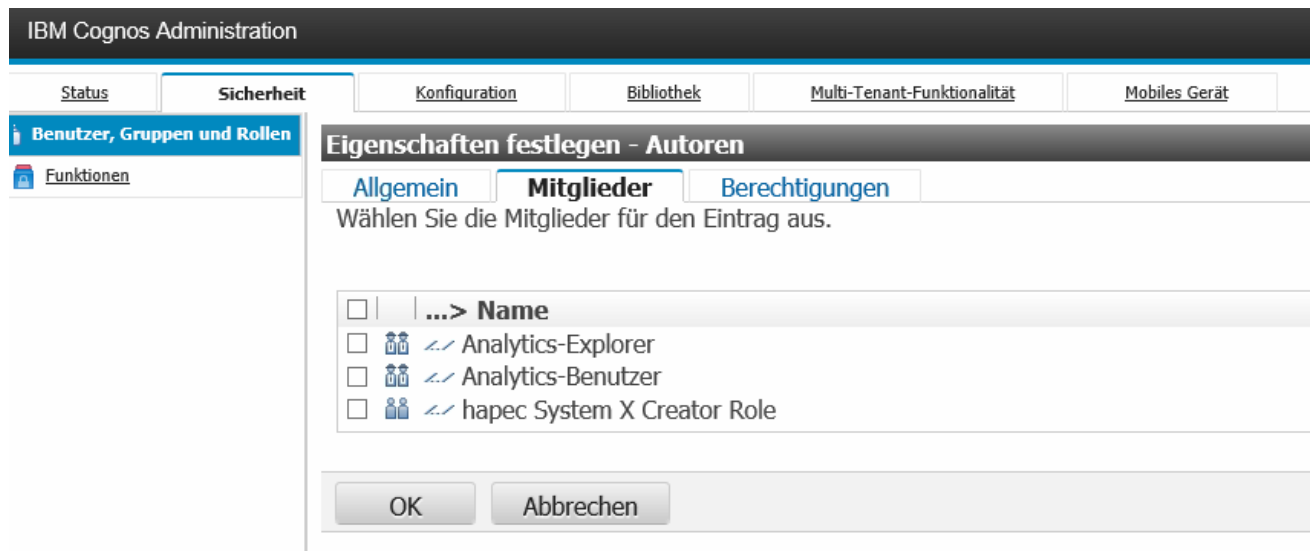 IBM Cognos Administration
Status Sicherheit Konfiguration Bibliothek Multi-Tenant-Funktionalität Mobiles Gerät
Benutzer, Gruppen und Rollen
Funktionen
Eigenschaften festlegen - Autoren
Allgemein Mitglieder Berechtigungen
Wählen Sie die Mitglieder für den Eintrag aus.
...> Name
Analytics-Explorer
Analytics-Benutzer
hapec System X Creator Role
OK Abbrechen